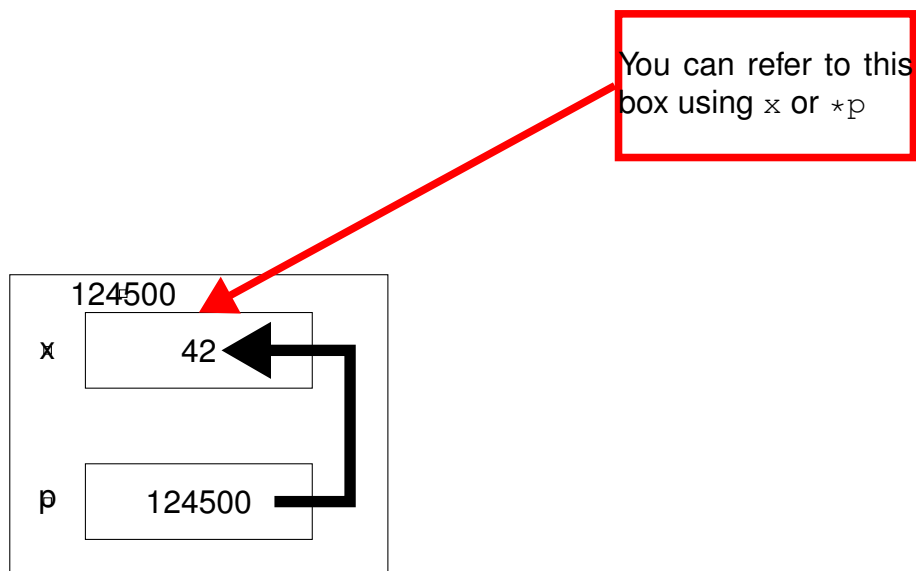 You can refer to this
box using x or *p
124500
x 42
p 124500